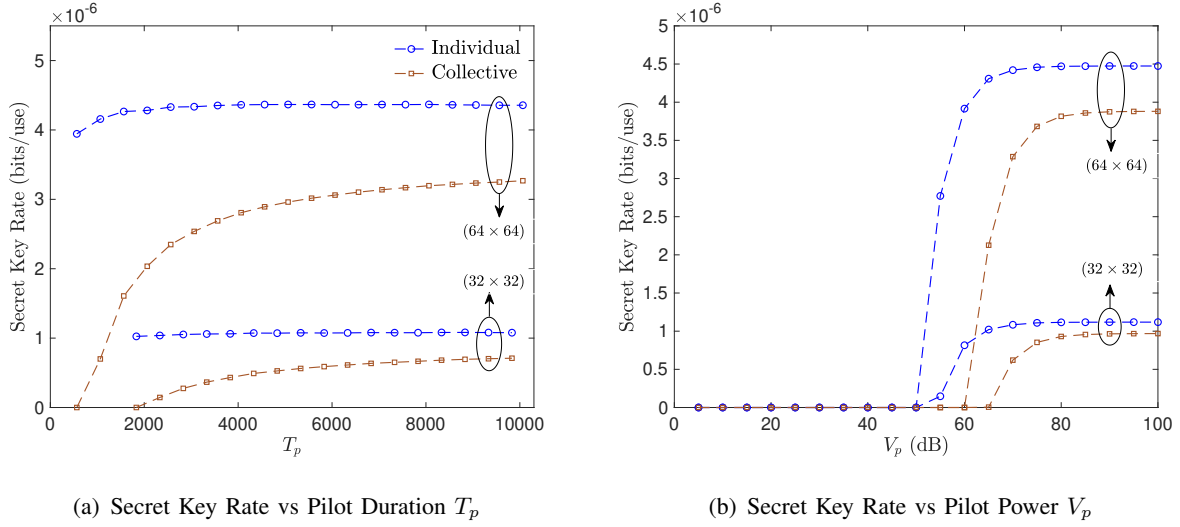 ×10⁻⁶
5
4
3
2
1
0
Secret Key Rate (bits/use)
Individual
Collective
(64 × 64)
(32 × 32)
0 2000 4000 6000 8000 10000
T_p
(a) Secret Key Rate vs Pilot Duration T_p
×10⁻⁶
5
4.5
4
3.5
3
2.5
2
1.5
1
0.5
0
Secret Key Rate (bits/use)
(64 × 64)
(32 × 32)
20 40 60 80 100
V_p (dB)
(b) Secret Key Rate vs Pilot Power V_p